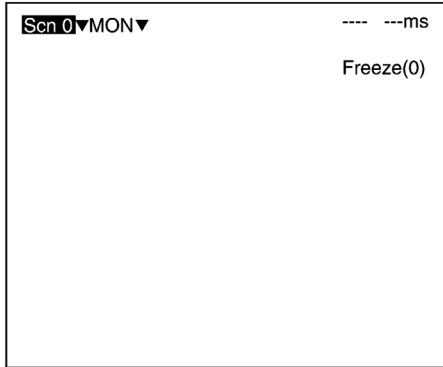 Scn 0▼MON▼ ---- ---ms
Freeze(0)